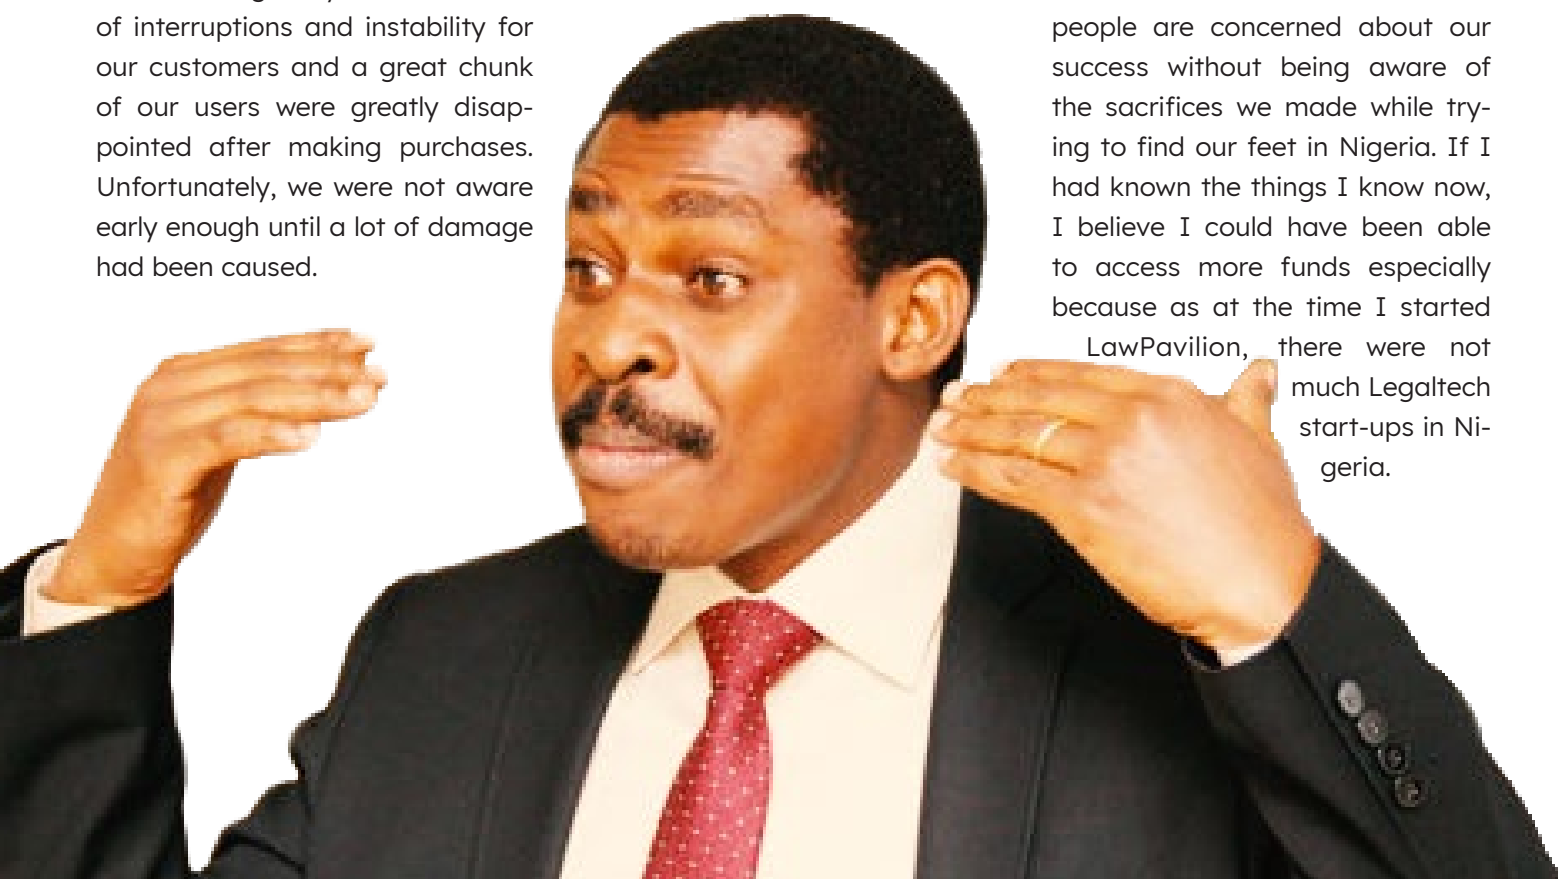 of interruptions and instability for
our customers and a great chunk
of our users were greatly disap-
pointed after making purchases.
Unfortunately, we were not aware
early enough until a lot of damage
had been caused.
people are concerned about our
success without being aware of
the sacrifices we made while try-
ing to find our feet in Nigeria. If I
had known the things I know now,
I believe I could have been able
to access more funds especially
because as at the time I started
LawPavilion, there were not
much Legaltech
start-ups in Ni-
geria.